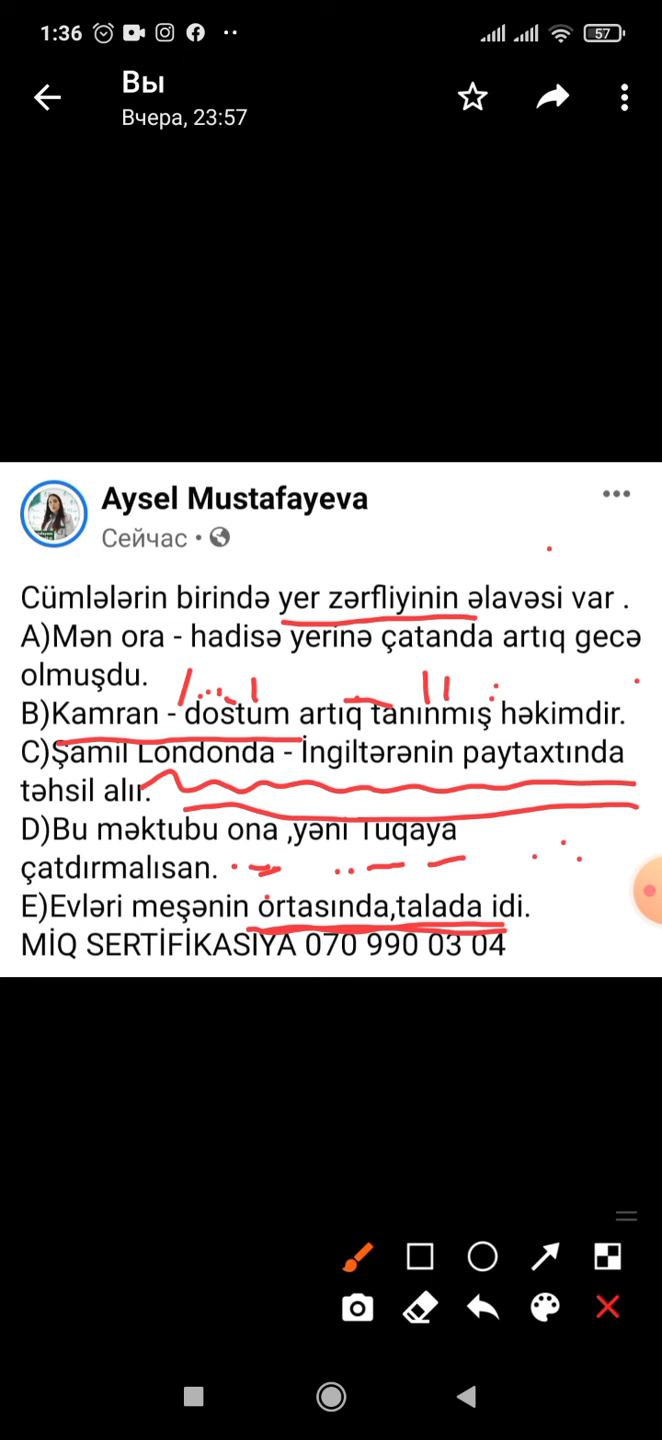 1:36
57
Вы
Вчера, 23:57
Aysel Mustafayeva
Сейчас
Cümlələrin birində yer zərfliyinin əlavəsi var .
A)Mən ora - hadisə yerinə çatanda artıq gecə
olmuşdu.
B)Kamran - dostum artıq tanınmış həkimdir.
C)Şamil Londonda - İngiltərənin paytaxtında
təhsil alır.
D)Bu məktubu ona ,yəni Tuqaya
çatdırmalısan.
E)Evləri meşənin ortasında,talada idi.
MİQ SERTİFİKASİYA 070 990 03 04